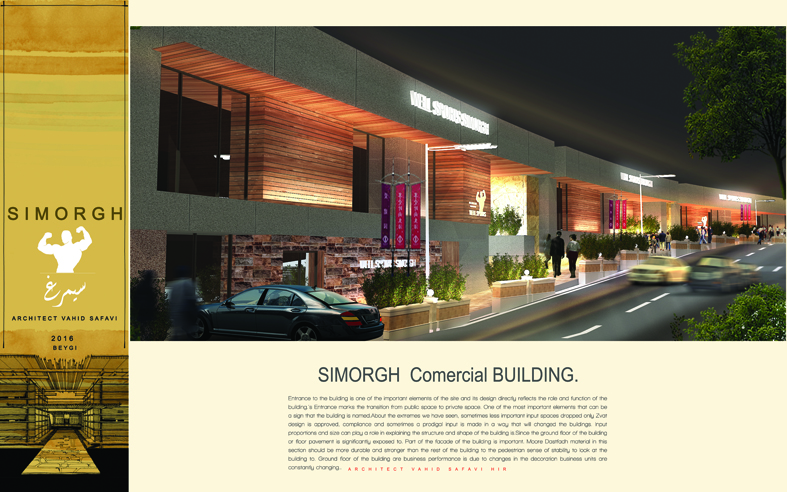 SIMORGH
سیمرغ
ARCHITECT VAHID SAFAVI
2016
BEYGI
SIMORGH Comercial BUILDING.
Entrance to the building is one of the important elements of the site and its design directly reflects the role and function of the
building.'s Entrance marks the transition from public space to private space. One of the most important elements that can be
a sign that the building is named.About the extremes we have seen, sometimes less important input spaces dropped only Zvat
design is approved, compliance and sometimes a prodigal input is made in a way that will changed the buildings. Input
proportions and size can play a role in explaining the structure and shape of the building is.Since the ground floor of the building
or floor pavement is significantly exposed to. Part of the facade of the building is important. Moore Dastlash material in this
section should be more durable and stronger than the rest of the building to the pedestrian sense of stability to look at the
building to. Ground floor of the building are business performance is due to changes in the decoration business units are
constantly changing. ARCHITECT VAHID SAFAVI HIR